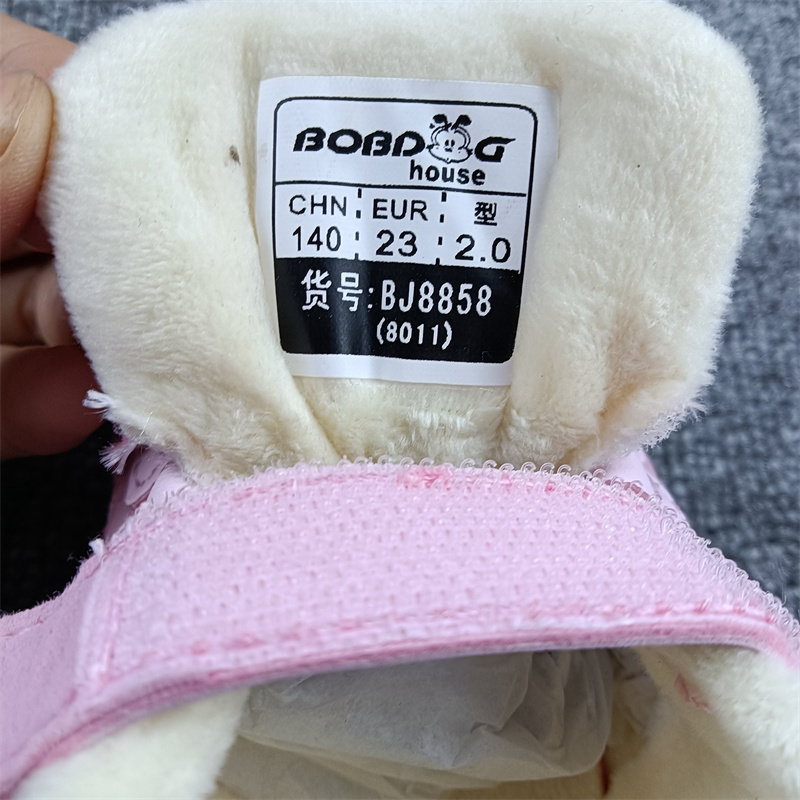 BOBDOG
house
CHN EUR 型
140 23 2.0
货号:BJ8858
(8011)